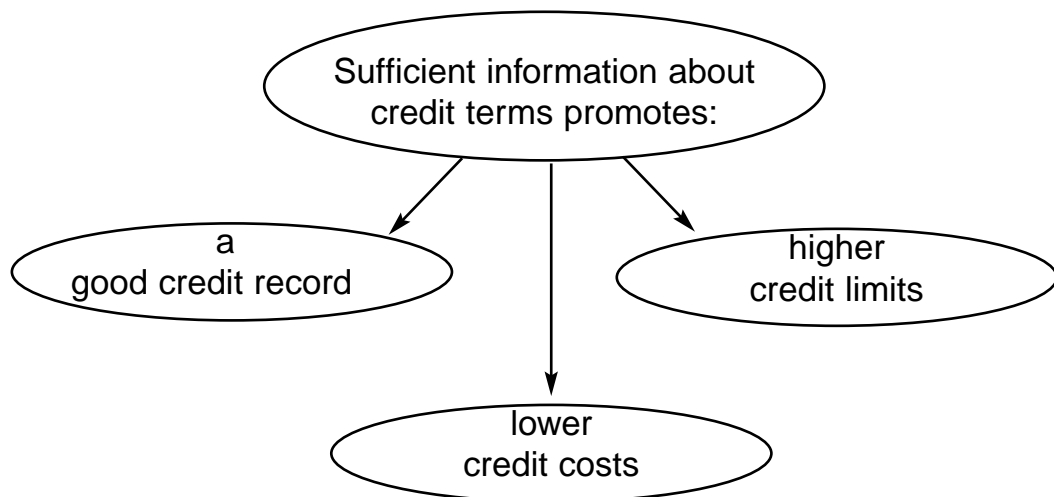 Sufficient information about
credit terms promotes:
a
good credit record
higher
credit limits
lower
credit costs